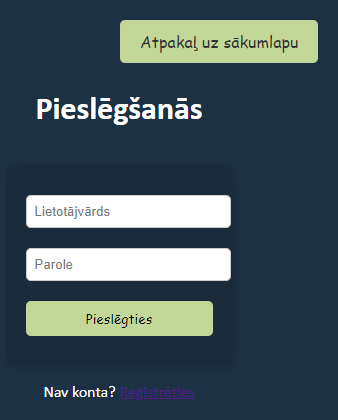 Atpakaļ uz sākumlapu
Pieslēgšanās
Lietotājvārds
Parole
Pieslēgties
Nav konta? Reģistrēties